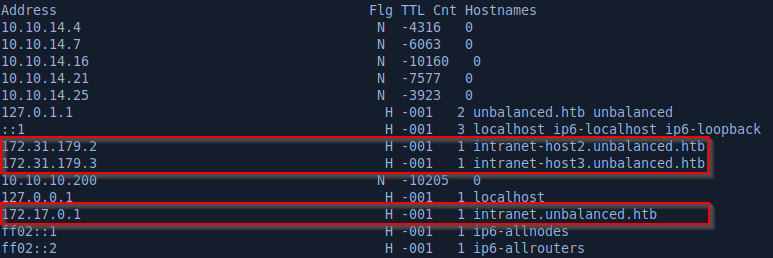 Address Flg TTL Cnt Hostnames
10.10.14.4 N -4316 0
10.10.14.7 N -6063 0
10.10.14.16 N -10160 0
10.10.14.21 N -7577 0
10.10.14.25 N -3923 0
127.0.1.1 H -001 2 unbalanced.htb unbalanced
::1 H -001 3 localhost ip6-localhost ip6-loopback
172.31.179.2 H -001 1 intranet-host2.unbalanced.htb
172.31.179.3 H -001 1 intranet-host3.unbalanced.htb
10.10.10.200 N -10205 0
127.0.0.1 H -001 1 localhost
172.17.0.1 H -001 1 intranet.unbalanced.htb
ff02::1 H -001 1 ip6-allnodes
ff02::2 H -001 1 ip6-allrouters